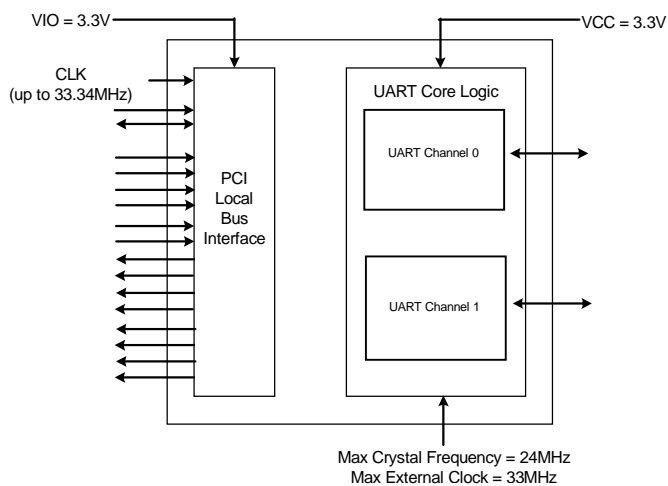 VIO = 3.3V
VCC = 3.3V
CLK
(up to 33.34MHz)
PCI
Local
Bus
Interface
UART Core Logic
UART Channel 0
UART Channel 1
Max Crystal Frequency = 24MHz
Max External Clock = 33MHz